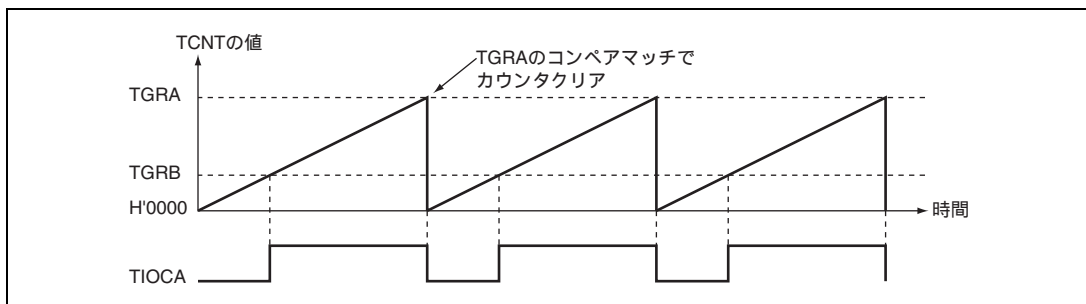 TCNTの値
TGRAのコンペアマッチで
カウンタクリア
TGRA
TGRB
H'0000
時間
TIOCA